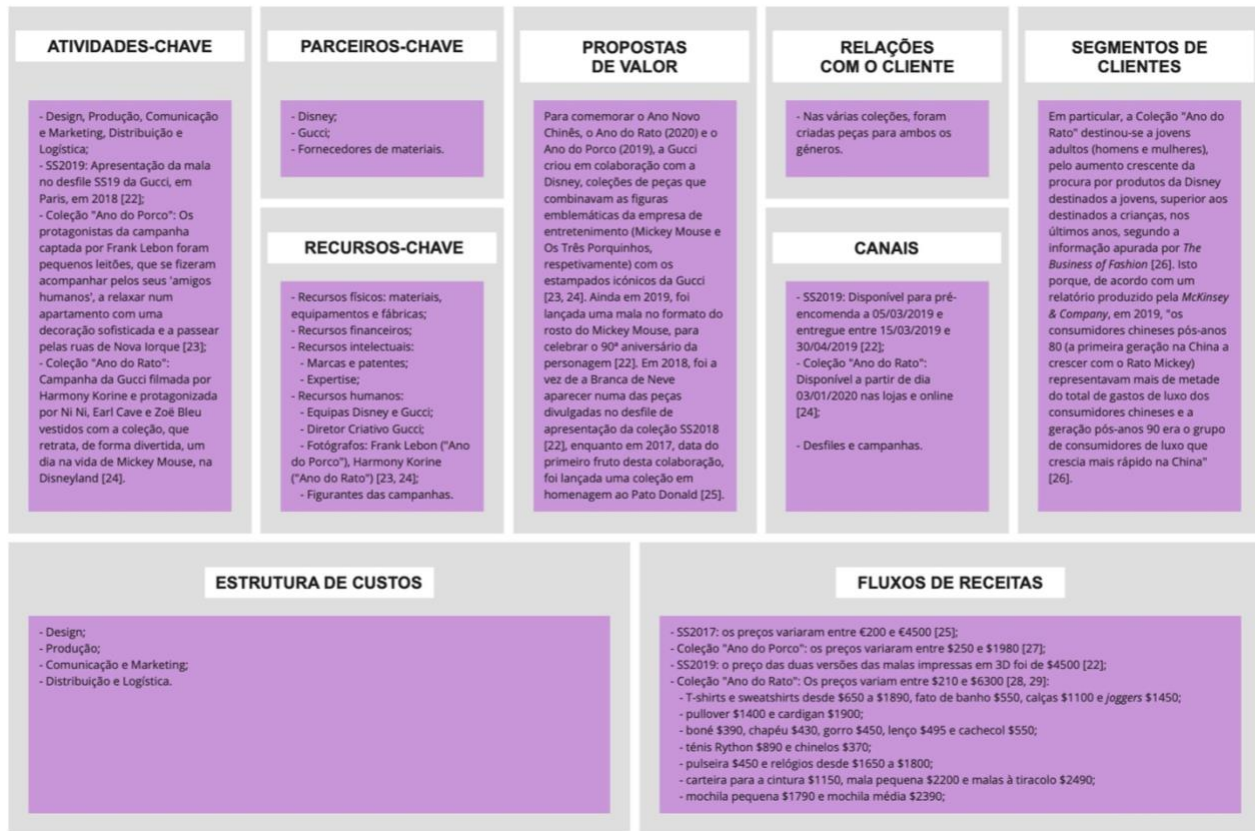 ATIVIDADES-CHAVE
- Design, Produção, Comunicação
e Marketing, Distribuição e
Logística;
- SS2019: Apresentação da mala
no desfile SS19 da Gucci, em
Paris, em 2018 [22];
- Coleção "Ano do Porco": Os
protagonistas da campanha
captada por Frank Lebon foram
pequenos leitões, que se fizeram
acompanhar pelos seus 'amigos
humanos', a relaxar num
apartamento com uma
decoração sofisticada e a passear
pelas ruas de Nova Iorque [23];
- Coleção "Ano do Rato":
Campanha da Gucci filmada por
Harmony Korine e protagonizada
por Ni Ni, Earl Cave e Zoë Bleu
vestidos com a coleção, que
retrata, de forma divertida, um
dia na vida de Mickey Mouse, na
Disneyland [24].
PARCEIROS-CHAVE
- Disney;
- Gucci;
- Fornecedores de materiais.
RECURSOS-CHAVE
- Recursos físicos: materiais,
equipamentos e fábricas;
- Recursos financeiros;
- Recursos intelectuais:
- Marcas e patentes;
- Expertise;
- Recursos humanos:
- Equipas Disney e Gucci;
- Diretor Criativo Gucci;
- Fotógrafos: Frank Lebon ("Ano
do Porco"), Harmony Korine
("Ano do Rato") [23, 24];
- Figurantes das campanhas.
PROPOSTAS
DE VALOR
Para comemorar o Ano Novo
Chinês, o Ano do Rato (2020) e o
Ano do Porco (2019), a Gucci
criou em colaboração com a
Disney, coleções de peças que
combinavam as figuras
emblemáticas da empresa de
entretenimento (Mickey Mouse e
Os Três Porquinhos,
respetivamente) com os
estampados icónicos da Gucci
[23, 24]. Ainda em 2019, foi
lançada uma mala no formato do
rosto do Mickey Mouse, para
celebrar o 90º aniversário da
personagem [22]. Em 2018, foi a
vez de a Branca de Neve
aparecer numa das peças
divulgadas no desfile de
apresentação da coleção SS2018
[22], enquanto em 2017, data do
primeiro fruto desta colaboração,
foi lançada uma coleção em
homenagem ao Pato Donald [25].
RELAÇÕES
COM O CLIENTE
- Nas várias coleções, foram
criadas peças para ambos os
géneros.
CANAIS
- SS2019: Disponível para pré-
encomenda a 05/03/2019 e
entregue entre 15/03/2019 e
30/04/2019 [22];
- Coleção "Ano do Rato":
Disponível a partir de dia
03/01/2020 nas lojas e online
[24];
- Desfiles e campanhas.
SEGMENTOS DE
CLIENTES
Em particular, a Coleção "Ano do
Rato" destinou-se a jovens
adultos (homens e mulheres),
pelo aumento crescente da
procura por produtos da Disney
destinados a jovens, superior aos
destinados a crianças, nos
últimos anos, segundo a
informação apurada por The
Business of Fashion [26]. Isto
porque, de acordo com um
relatório produzido pela McKinsey
& Company, em 2019, "os
consumidores chineses pós-anos
80 (a primeira geração na China a
crescer com o Rato Mickey)
representavam mais de metade
do total de gastos de luxo dos
consumidores chineses e a
geração pós-anos 90 era o grupo
de consumidores de luxo que
crescia mais rápido na China"
[26].
ESTRUTURA DE CUSTOS
- Design;
- Produção;
- Comunicação e Marketing;
- Distribuição e Logística.
FLUXOS DE RECEITAS
- SS2017: os preços variaram entre €200 e €4500 [25];
- Coleção "Ano do Porco": os preços variaram entre $250 e $1980 [27];
- SS2019: o preço das duas versões das malas impressas em 3D foi de $4500 [22];
- Coleção "Ano do Rato": Os preços variam entre $210 e $6300 [28, 29]:
- T-shirts e sweatshirts desde $650 a $1890, fato de banho $550, calças $1100 e joggers $1450;
- pullover $1400 e cardigan $1900;
- boné $390, chapéu $430, gorro $450, lenço $495 e cachecol $550;
- ténis Rython $890 e chinelos $370;
- pulseira $450 e relógios desde $1650 a $1800;
- carteira para a cintura $1150, mala pequena $2200 e malas à tiracolo $2490;
- mochila pequena $1790 e mochila média $2390;